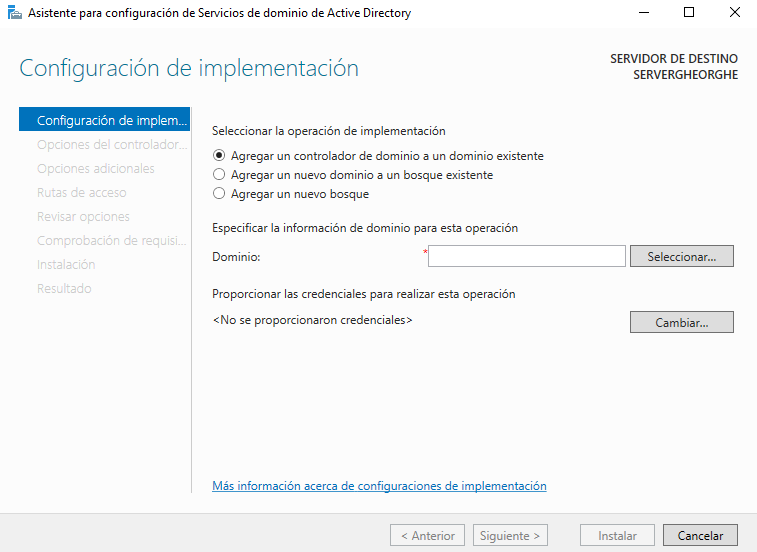 Asistente para configuración de Servicios de dominio de Active Directory
Configuración de implementación
SERVIDOR DE DESTINO
SERVERGHEORGHE
Configuración de implem...
Opciones del controlador...
Opciones adicionales
Rutas de acceso
Revisar opciones
Comprobación de requisi...
Instalación
Resultado
Seleccionar la operación de implementación
Agregar un controlador de dominio a un dominio existente
Agregar un nuevo dominio a un bosque existente
Agregar un nuevo bosque
Especificar la información de dominio para esta operación
Dominio: * Seleccionar...
Proporcionar las credenciales para realizar esta operación
<No se proporcionaron credenciales> Cambiar...
Más información acerca de configuraciones de implementación
< Anterior Siguiente > Instalar Cancelar